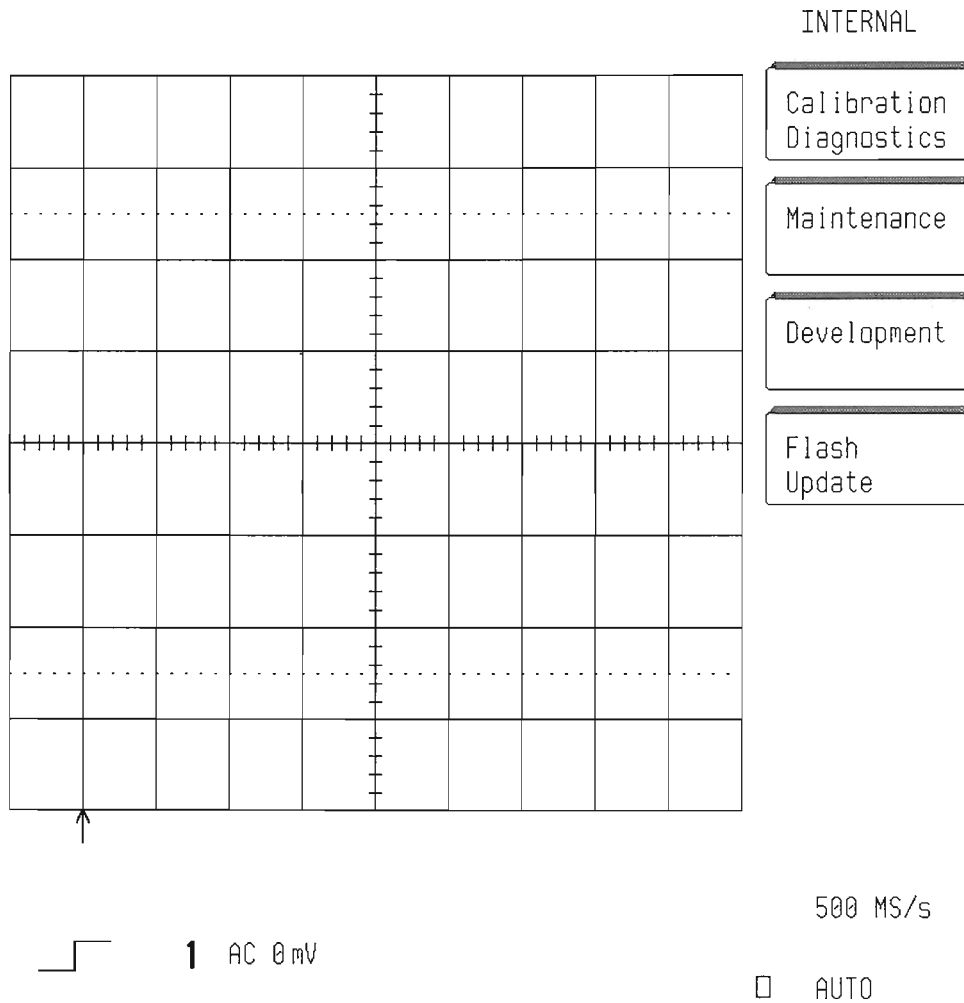 INTERNAL
Calibration
Diagnostics
Maintenance
Development
Flash
Update
500 MS/s
1 AC 0mV
AUTO